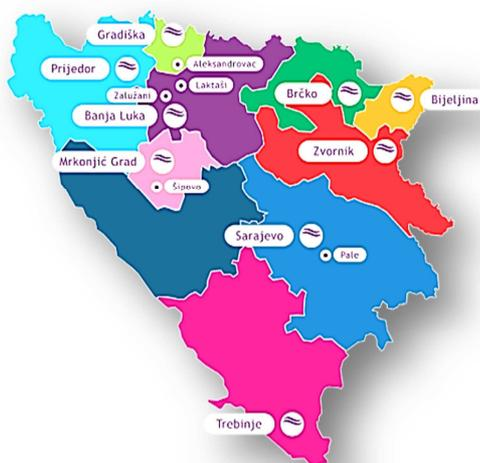 Gradiška
Aleksandrovac
Prijedor
Laktaši
Zalužani
Brčko
Bijeljina
Banja Luka
Zvornik
Mrkonjić Grad
Šipovo
Sarajevo
Pale
Trebinje